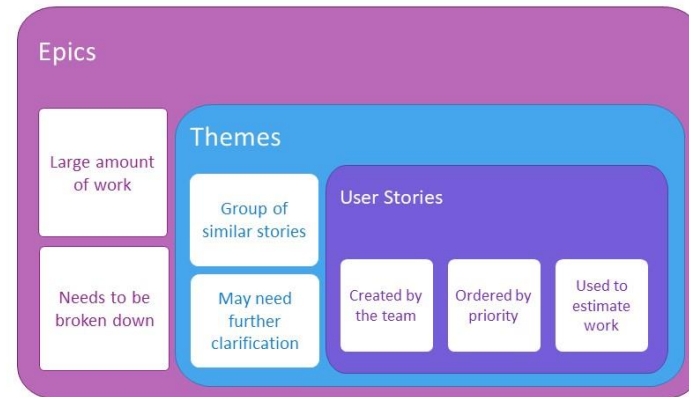 Epics
Large amount
of work
Needs to be
broken down
Themes
Group of
similar stories
May need
further
clarification
User Stories
Created by
the team
Ordered by
priority
Used to
estimate
work